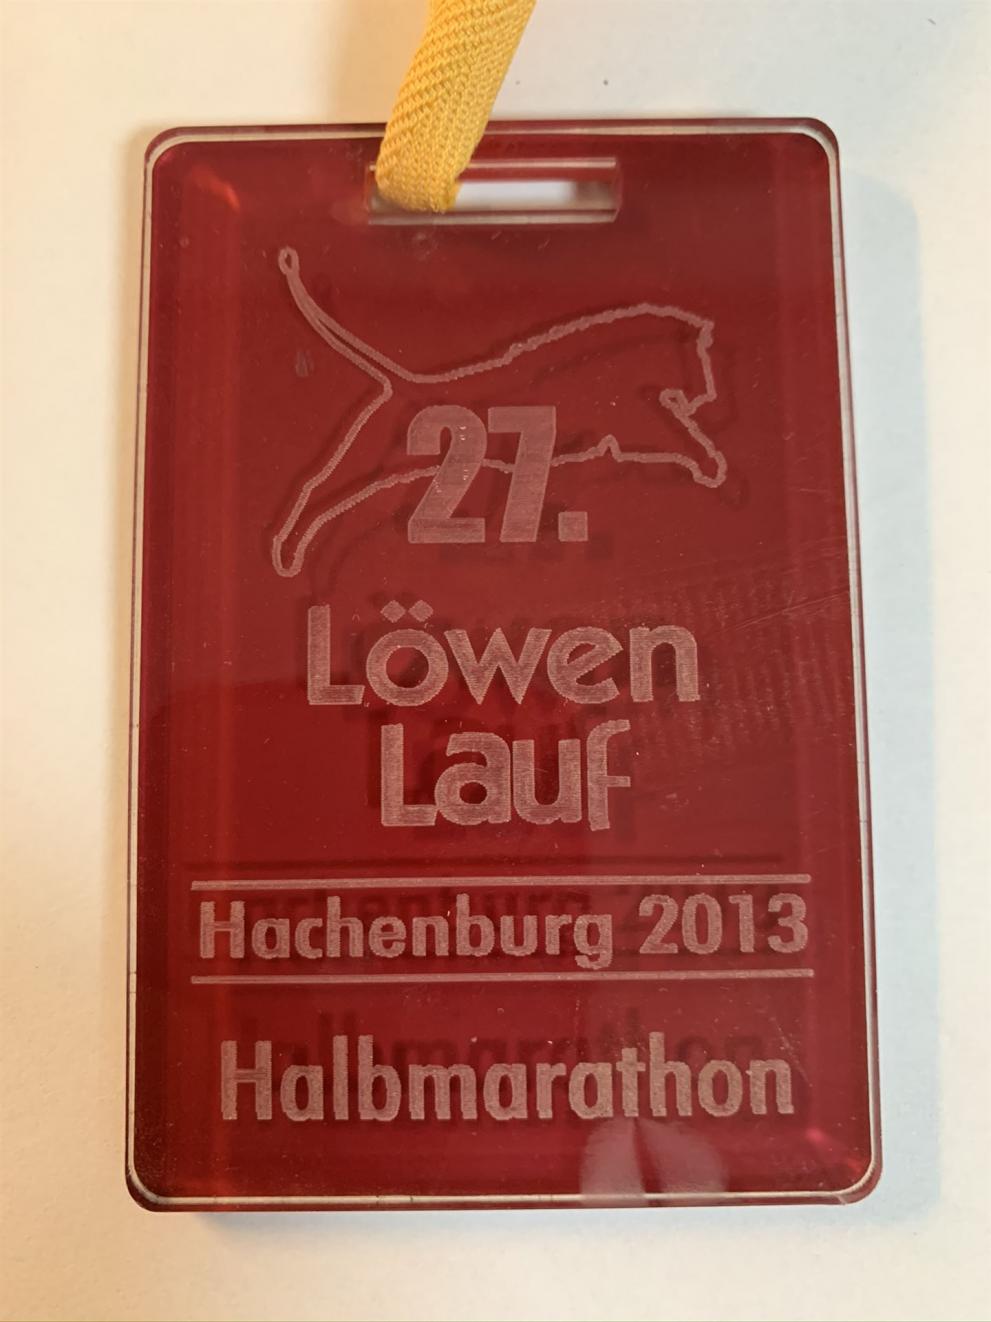 27.
Löwen
Lauf
Hachenburg 2013
Halbmarathon